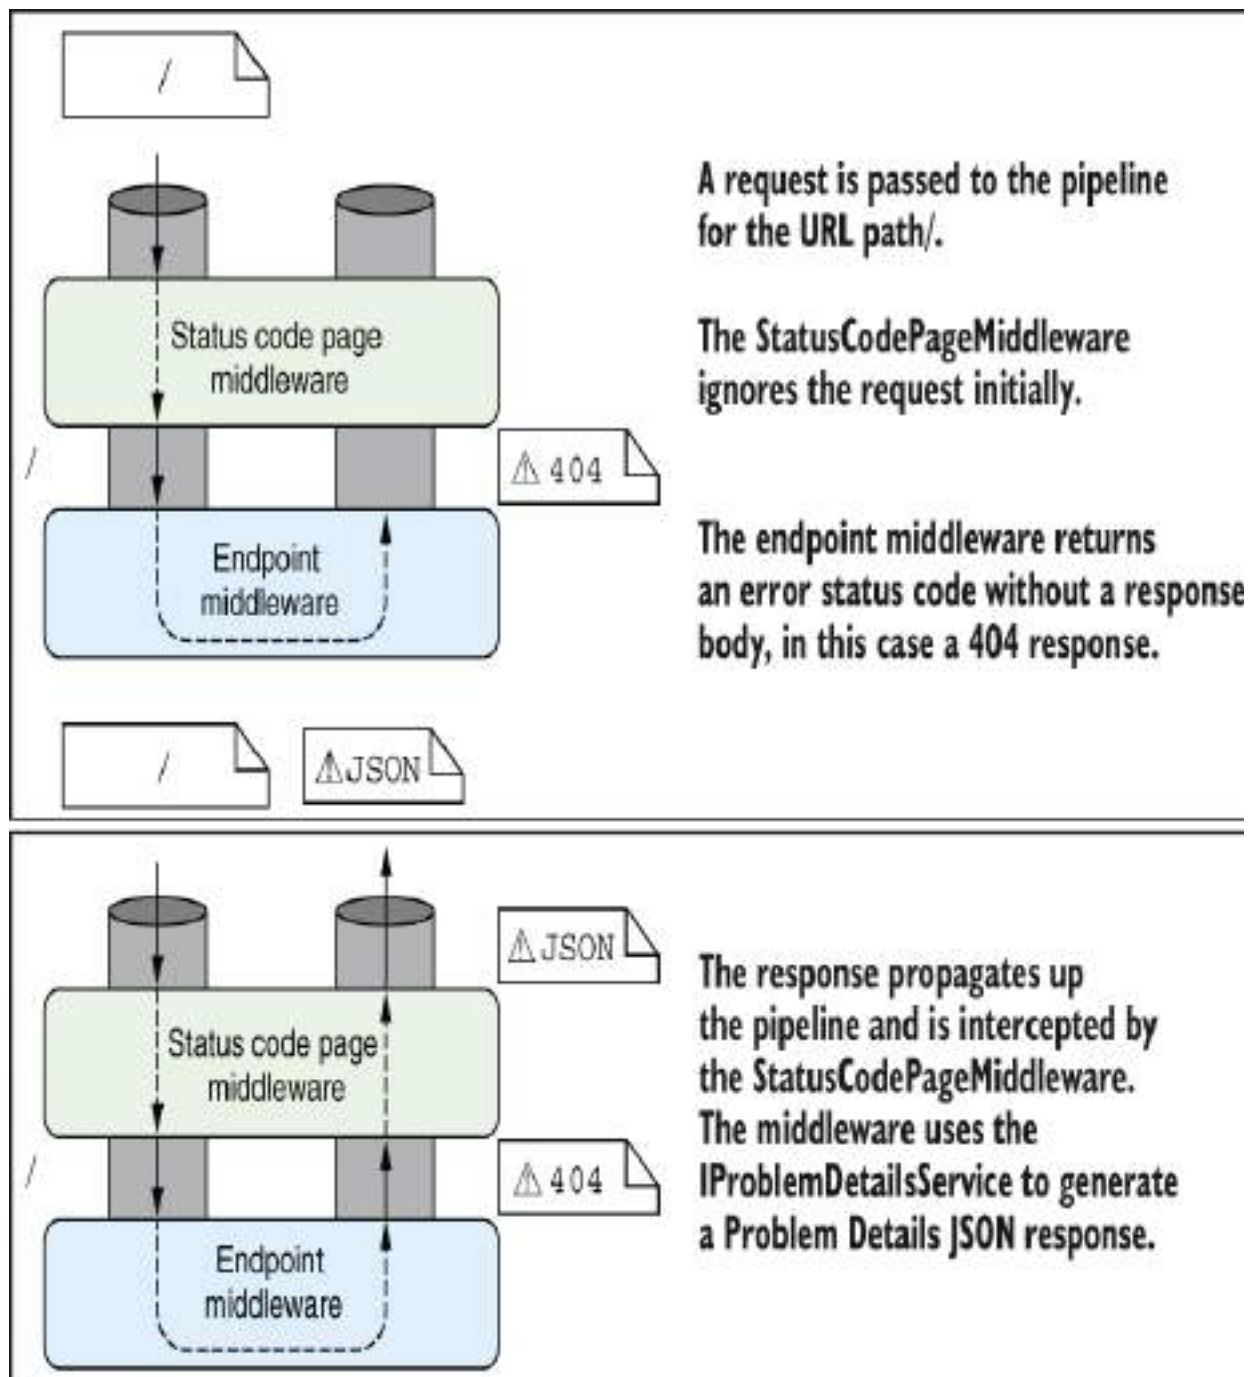 /
A request is passed to the pipeline
for the URL path/.
Status code page
middleware
The StatusCodePageMiddleware
ignores the request initially.
/
⚠ 404
Endpoint
middleware
The endpoint middleware returns
an error status code without a response
body, in this case a 404 response.
/
⚠JSON
⚠JSON
Status code page
middleware
/
⚠ 404
Endpoint
middleware
The response propagates up
the pipeline and is intercepted by
the StatusCodePageMiddleware.
The middleware uses the
IProblemDetailsService to generate
a Problem Details JSON response.